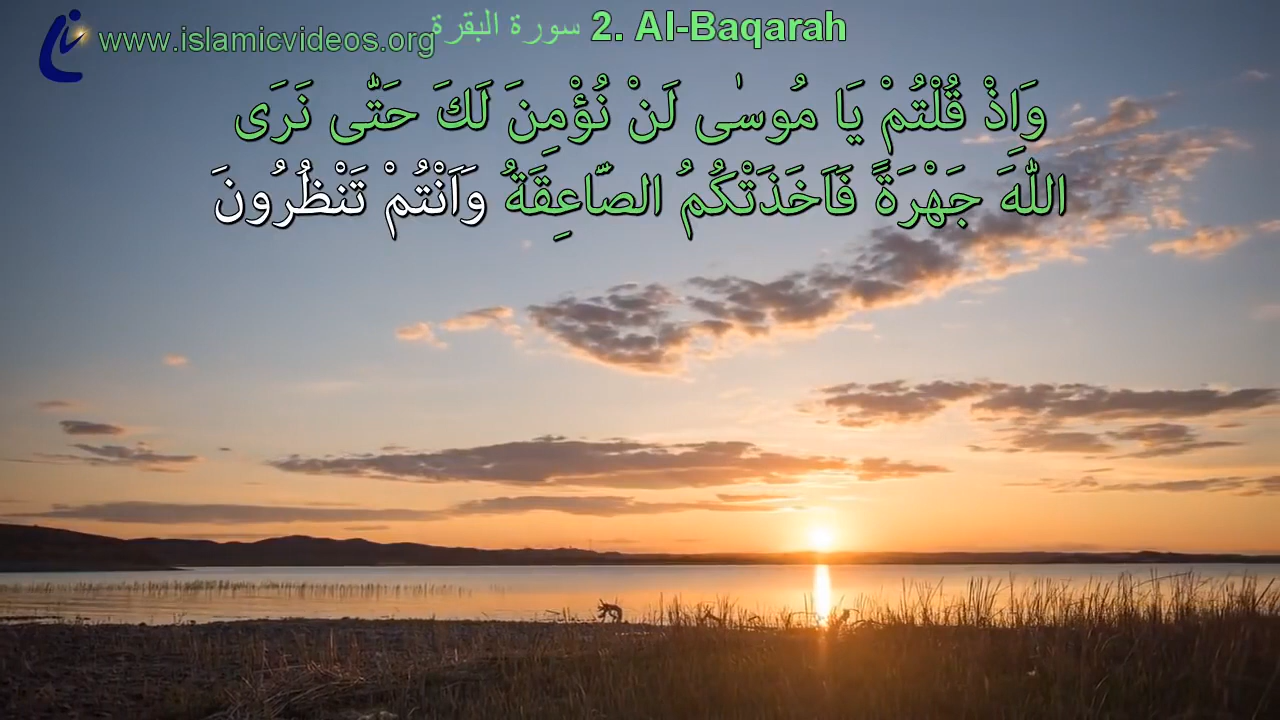 www.islamicvideos.org
سورة البقرة 2. Al-Baqarah
وَاِذْ قُلْتُمْ يَا مُوسٰى لَنْ نُؤْمِنَ لَكَ حَتّٰى نَرَى
اللّٰهَ جَهْرَةً فَاَخَذَتْكُمُ الصَّاعِقَةُ وَاَنْتُمْ تَنْظُرُونَ